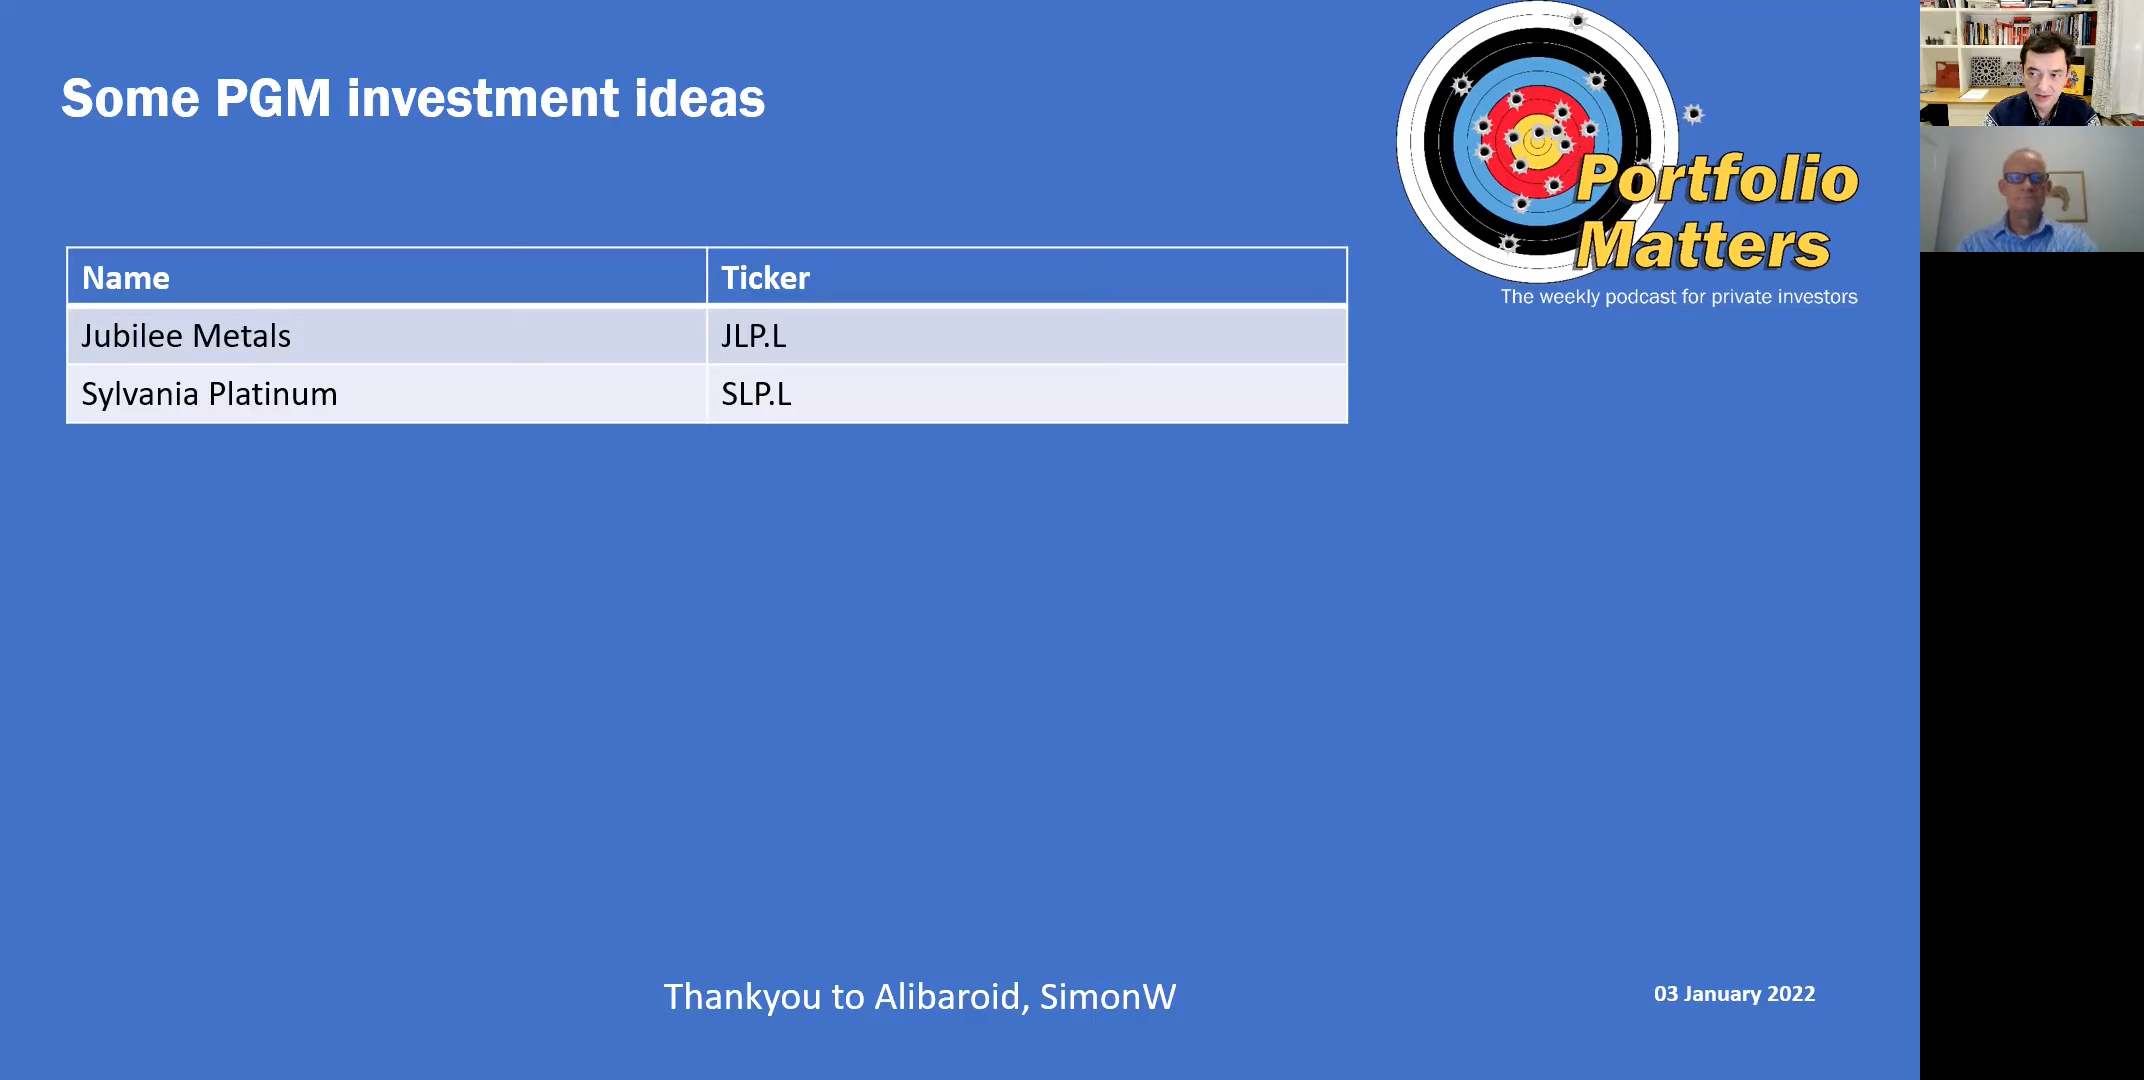 Some PGM investment ideas
Portfolio
Matters
The weekly podcast for private investors
Name Ticker
Jubilee Metals JLP.L
Sylvania Platinum SLP.L
Thankyou to Alibaroid, SimonW
03 January 2022